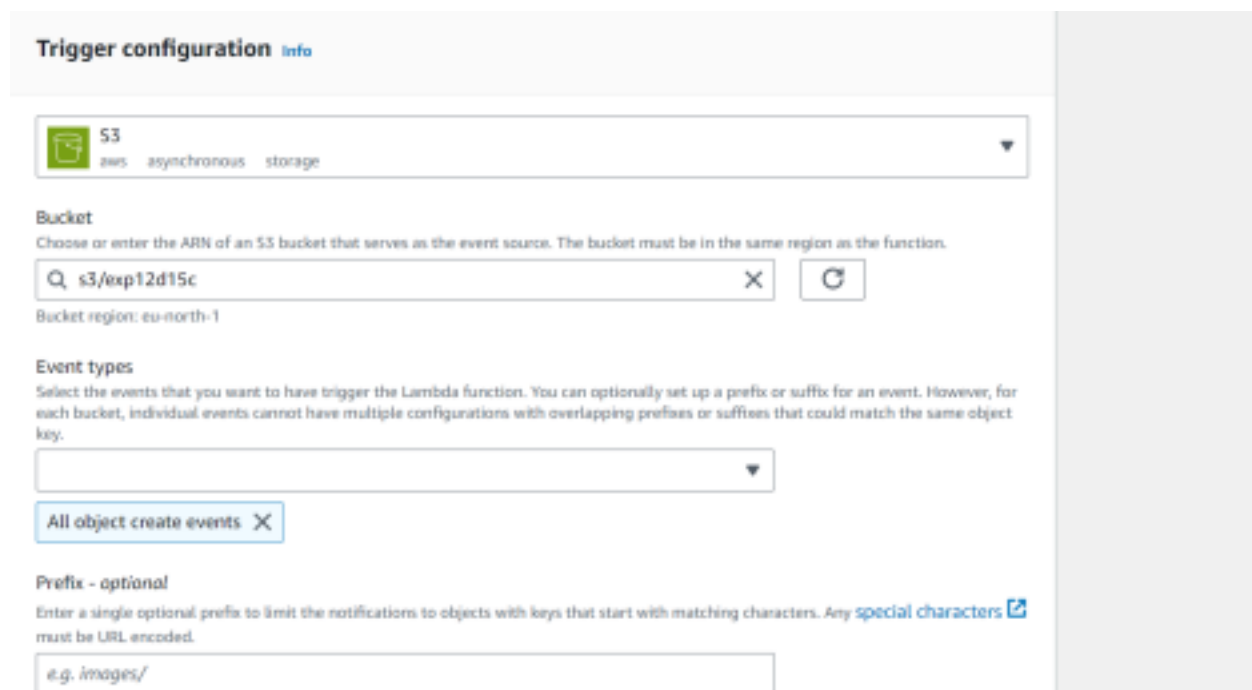 Trigger configuration Info
S3
aws asynchronous storage
Bucket
Choose or enter the ARN of an S3 bucket that serves as the event source. The bucket must be in the same region as the function.
s3/exp12d15c
Bucket region: eu-north-1
Event types
Select the events that you want to have trigger the Lambda function. You can optionally set up a prefix or suffix for an event. However, for
each bucket, individual events cannot have multiple configurations with overlapping prefixes or suffixes that could match the same object
key.
All object create events
Prefix - optional
Enter a single optional prefix to limit the notifications to objects with keys that start with matching characters. Any special characters
must be URL encoded.
e.g. images/